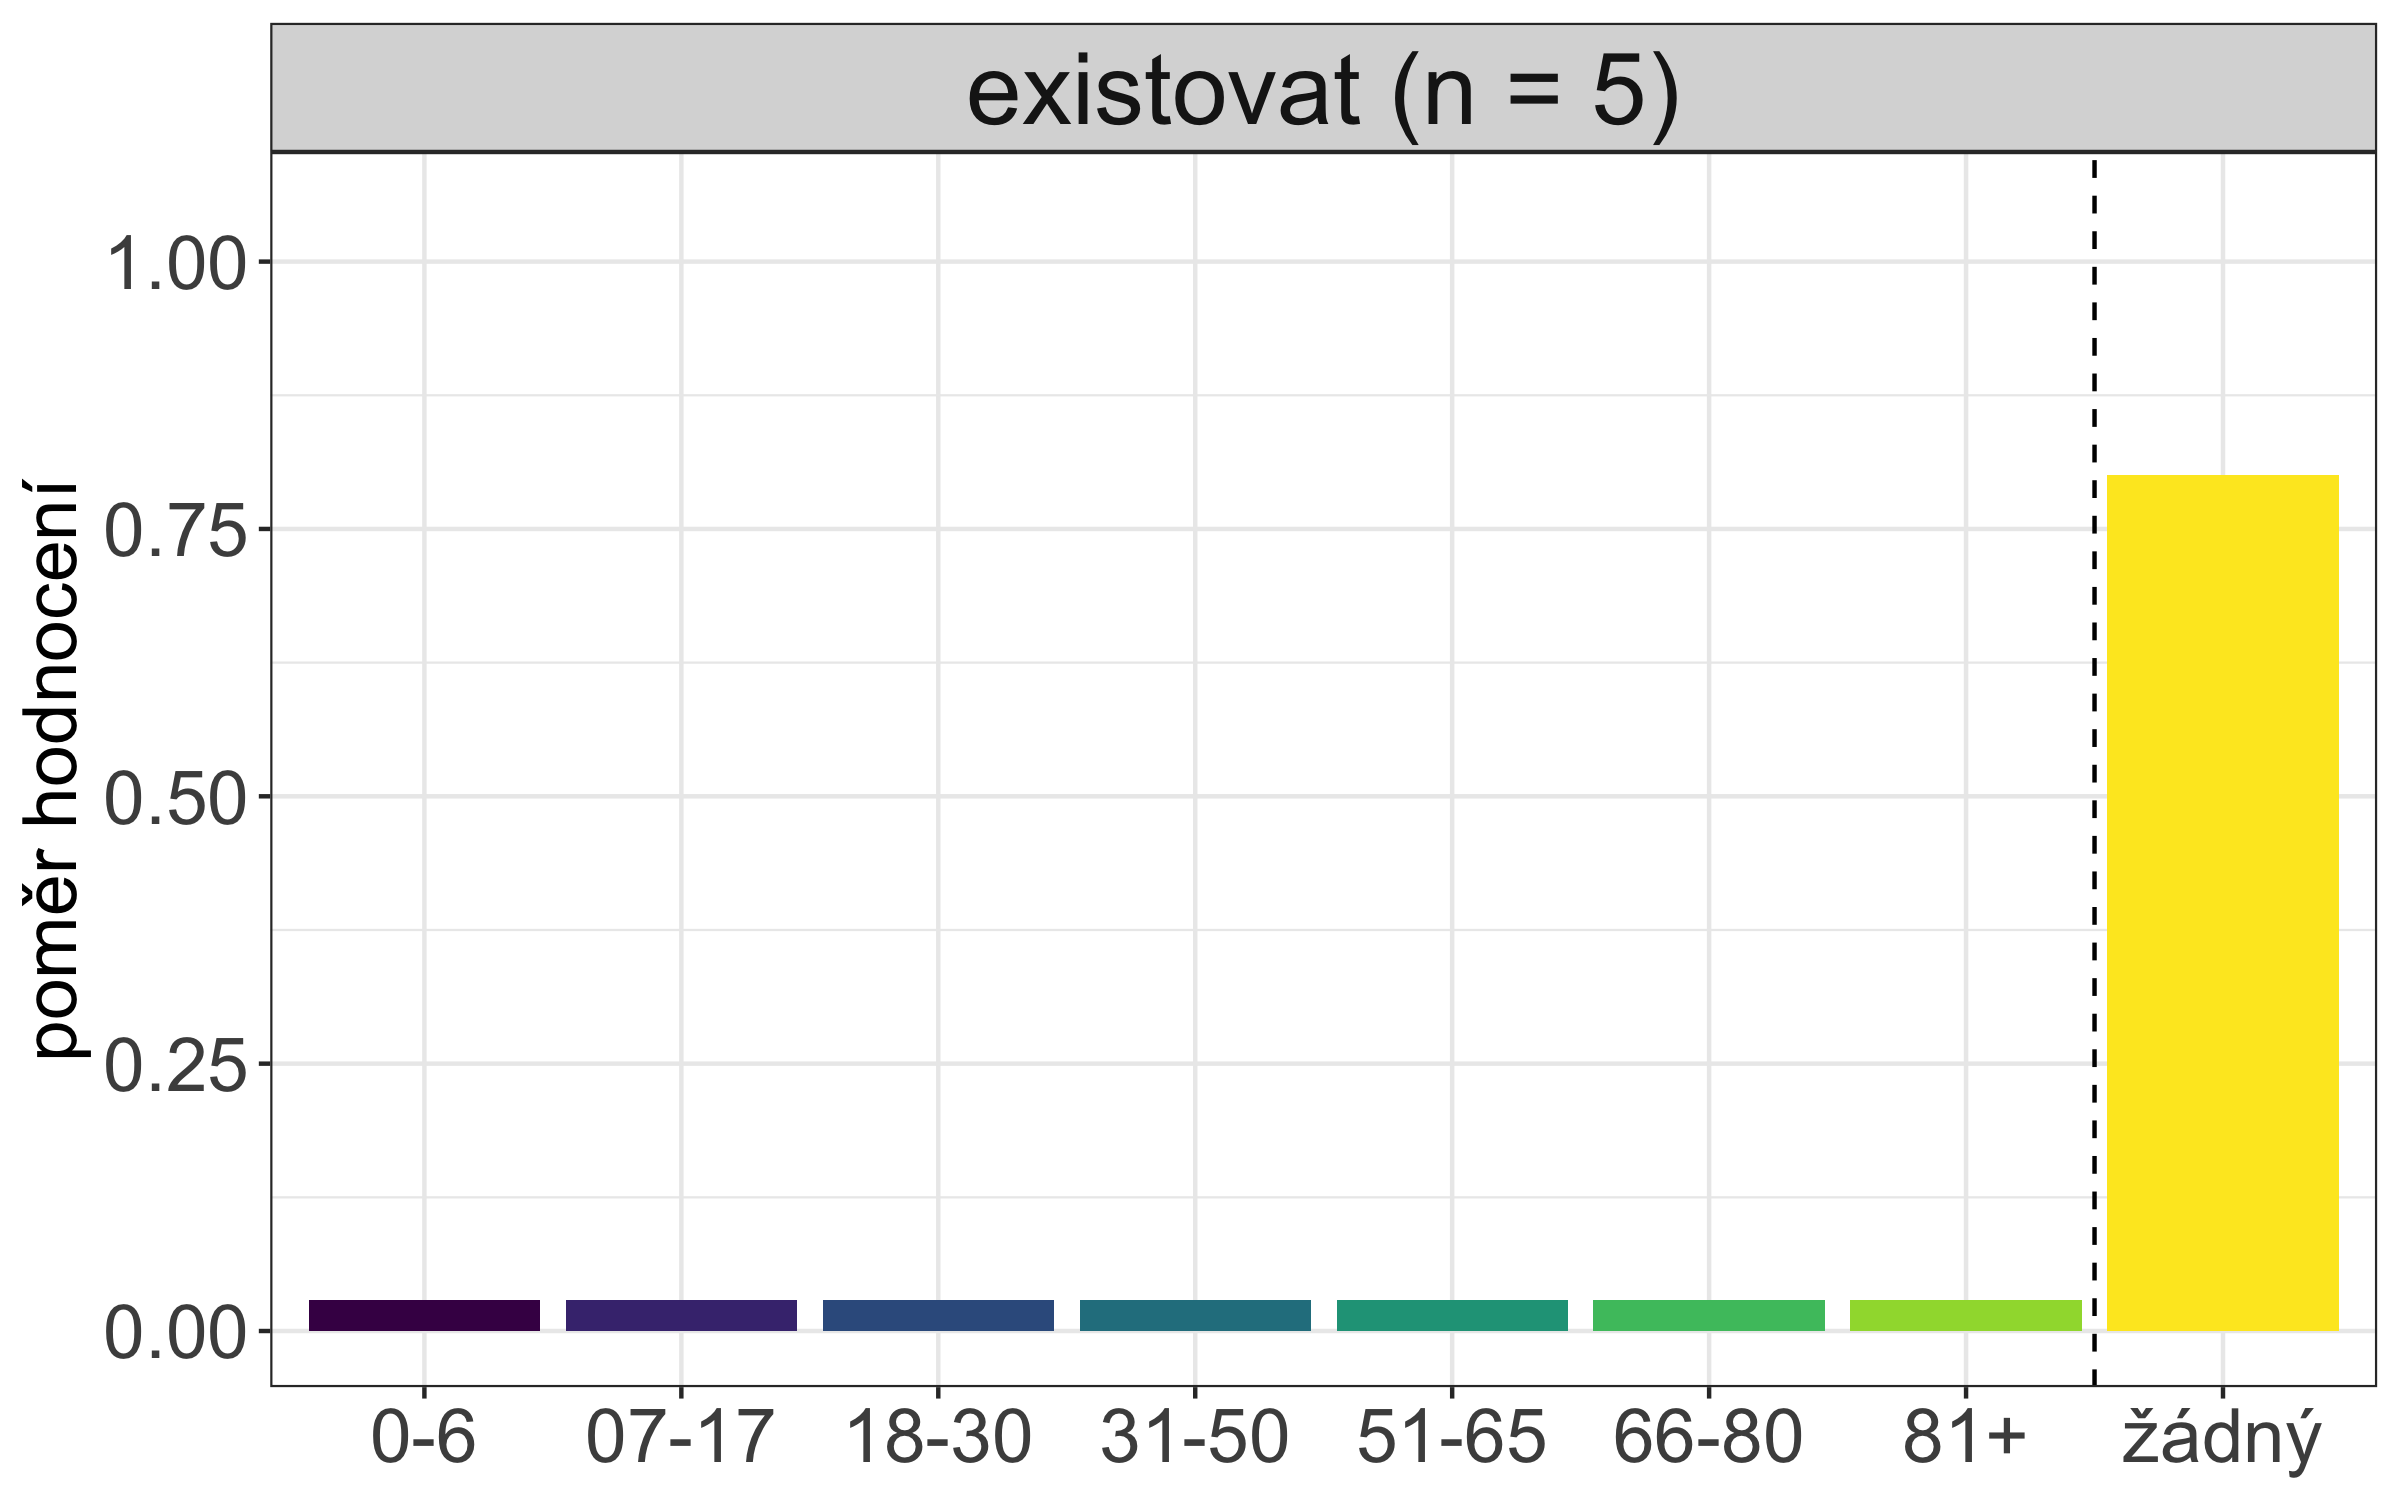 existovat (n = 5)
poměr hodnocení
1.00
0.75
0.50
0.25
0.00
0-6 07-17 18-30 31-50 51-65 66-80 81+ žádný